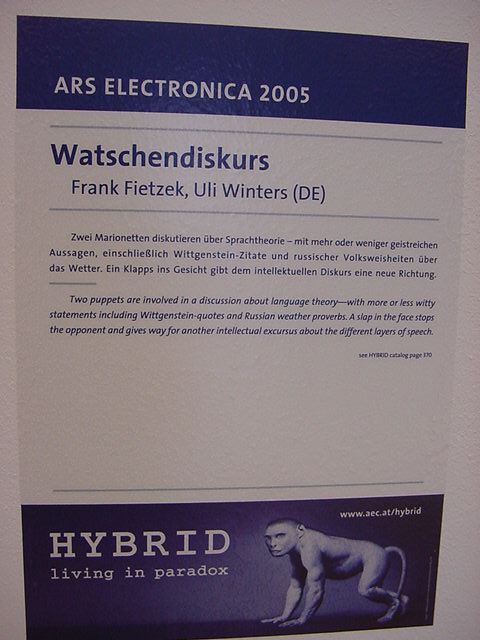 ARS ELECTRONICA 2005
Watschendiskurs
Frank Fietzek, Uli Winters (DE)
Zwei Marionetten diskutieren über Sprachtheorie – mit mehr oder weniger geistreichen
Aussagen, einschließlich Wittgenstein-Zitate und russischer Volksweisheiten über
das Wetter. Ein Klapps ins Gesicht gibt dem intellektuellen Diskurs eine neue Richtung.
Two puppets are involved in a discussion about language theory—with more or less witty
statements including Wittgenstein-quotes and Russian weather proverbs. A slap in the face stops
the opponent and gives way for another intellectual excursus about the different layers of speech.
see HYBRID catalog page 370
www.aec.at/hybrid
HYBRID
living in paradox